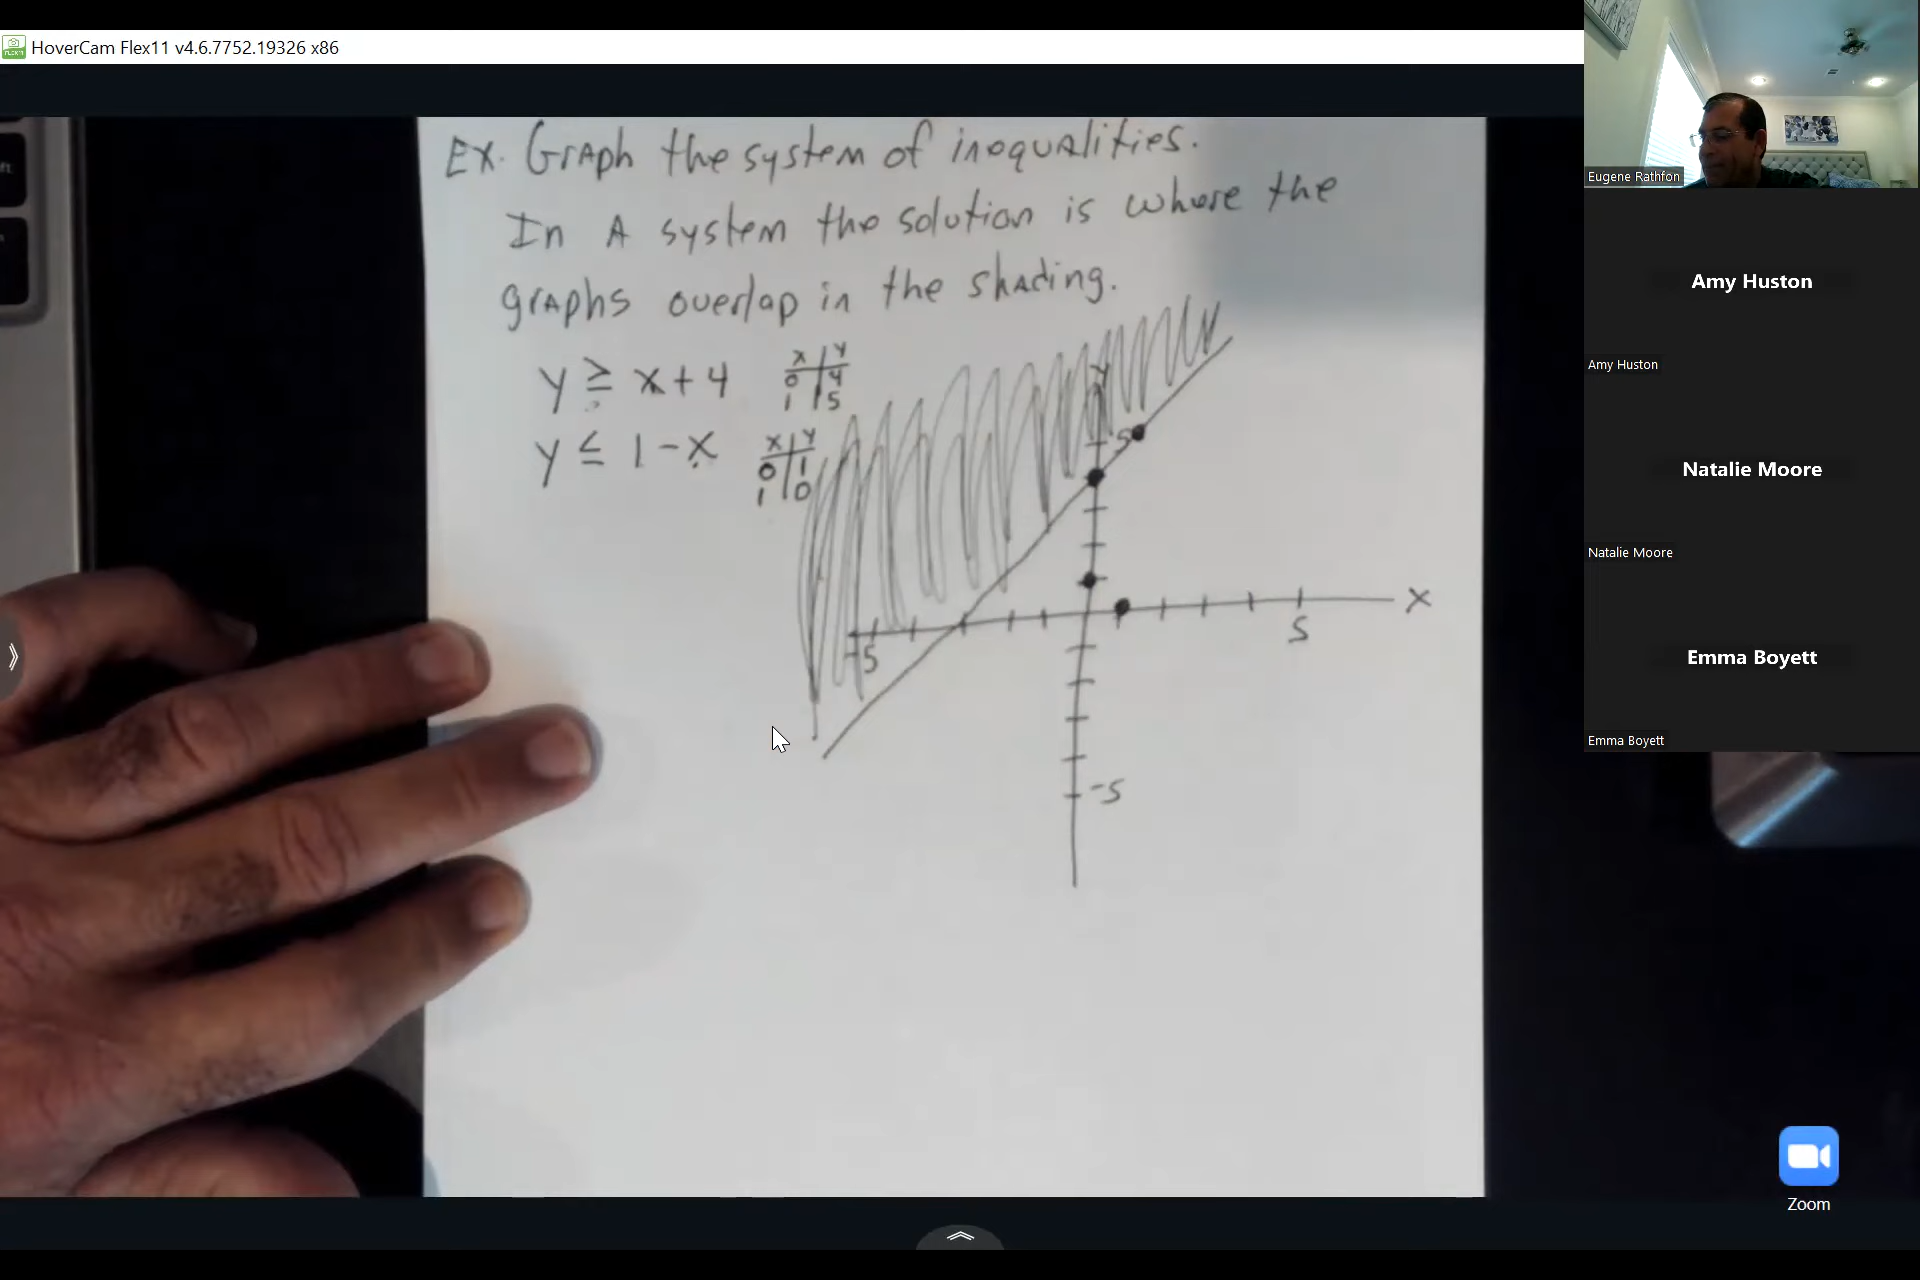 HoverCam Flex11 v4.6.7752.19326 x86
Ex. Graph the system of inequalities.
In A system the solution is where the
graphs overlap in the shading.
y ≥ x + 4
x | y
0 | 4
1 | 5
y ≤ 1 - x
x | y
0 | 1
1 | 0
y
5
x
5
-5
-5
Eugene Rathfon
Amy Huston
Amy Huston
Natalie Moore
Natalie Moore
Emma Boyett
Emma Boyett
Zoom